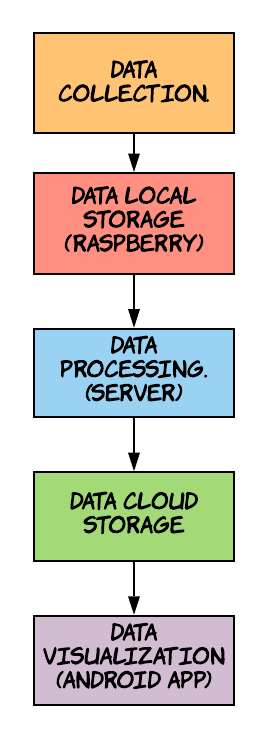 DATA
COLLECTION.
DATA LOCAL
STORAGE
(RASPBERRY)
DATA
PROCESSING.
(SERVER)
DATA CLOUD
STORAGE
DATA
VISUALIZATION
(ANDROID APP)